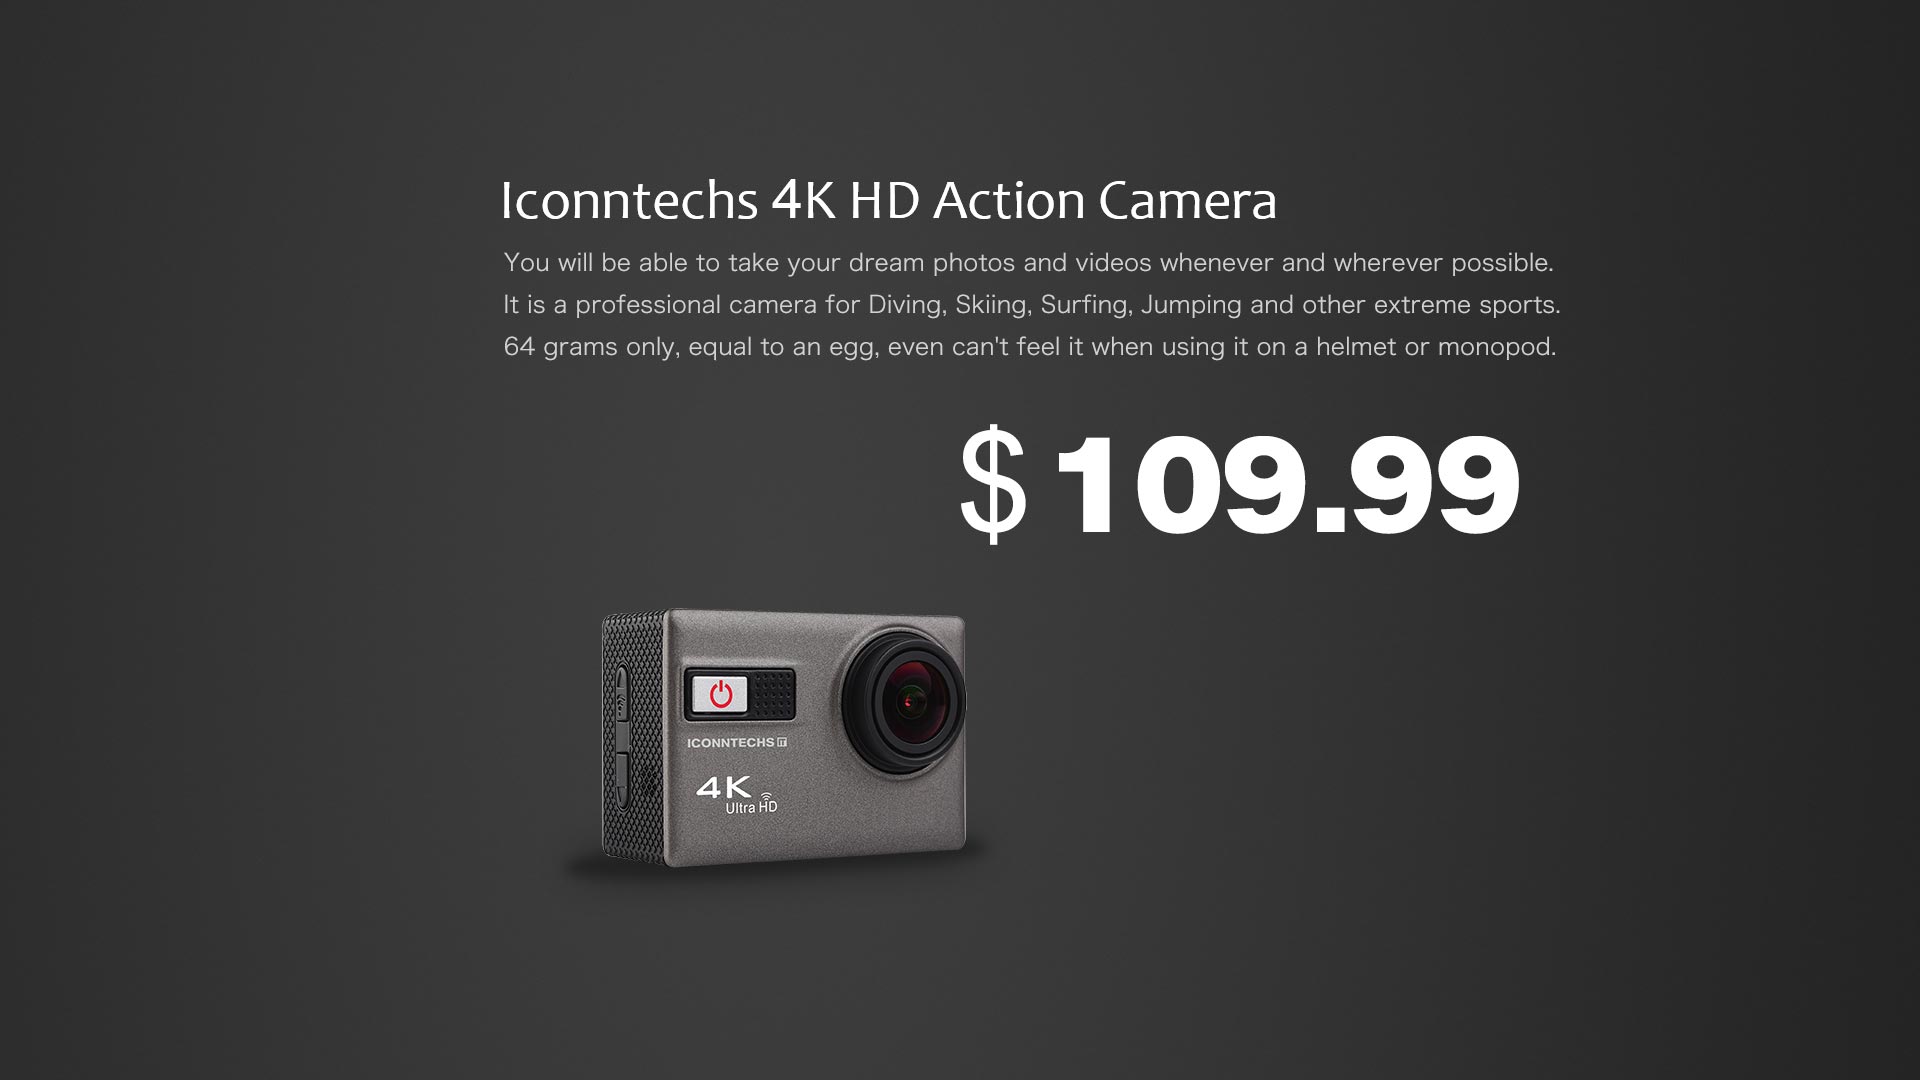 Iconntechs 4K HD Action Camera
You will be able to take your dream photos and videos whenever and wherever possible.
It is a professional camera for Diving, Skiing, Surfing, Jumping and other extreme sports.
64 grams only, equal to an egg, even can't feel it when using it on a helmet or monopod.
$ 109.99
ICONNTECHS IT
4K
Ultra HD